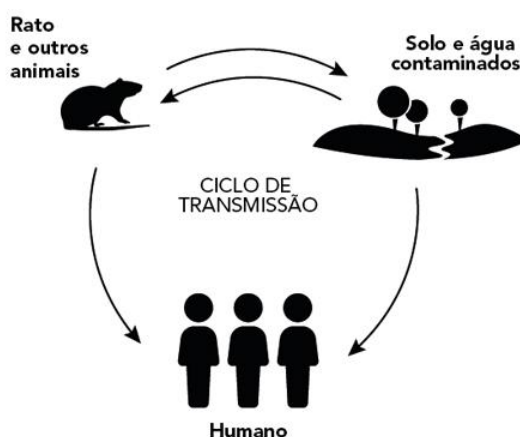 Rato
e outros
animais
Solo e água
contaminados
CICLO DE
TRANSMISSÃO
Humano